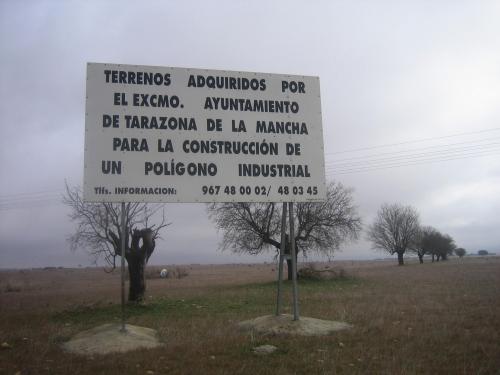 TERRENOS ADQUIRIDOS POR
EL EXCMO. AYUNTAMIENTO
DE TARAZONA DE LA MANCHA
PARA LA CONSTRUCCIÓN DE
UN POLÍGONO INDUSTRIAL
Tlfs. INFORMACION: 967 48 00 02/ 48 03 45